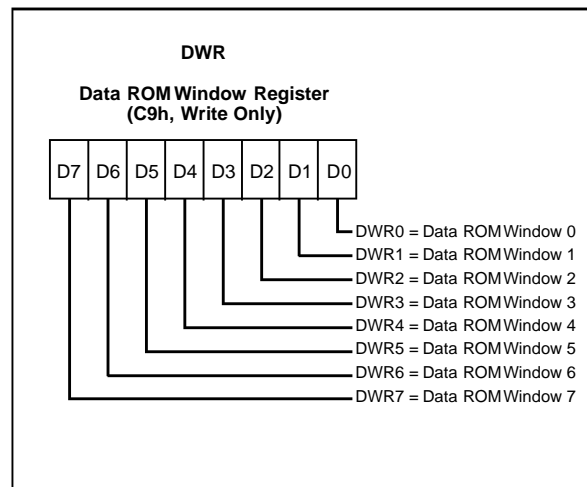 DWR
Data ROM Window Register
(C9h, Write Only)
D7 D6 D5 D4 D3 D2 D1 D0
DWR0 = Data ROM Window 0
DWR1 = Data ROM Window 1
DWR2 = Data ROM Window 2
DWR3 = Data ROM Window 3
DWR4 = Data ROM Window 4
DWR5 = Data ROM Window 5
DWR6 = Data ROM Window 6
DWR7 = Data ROM Window 7